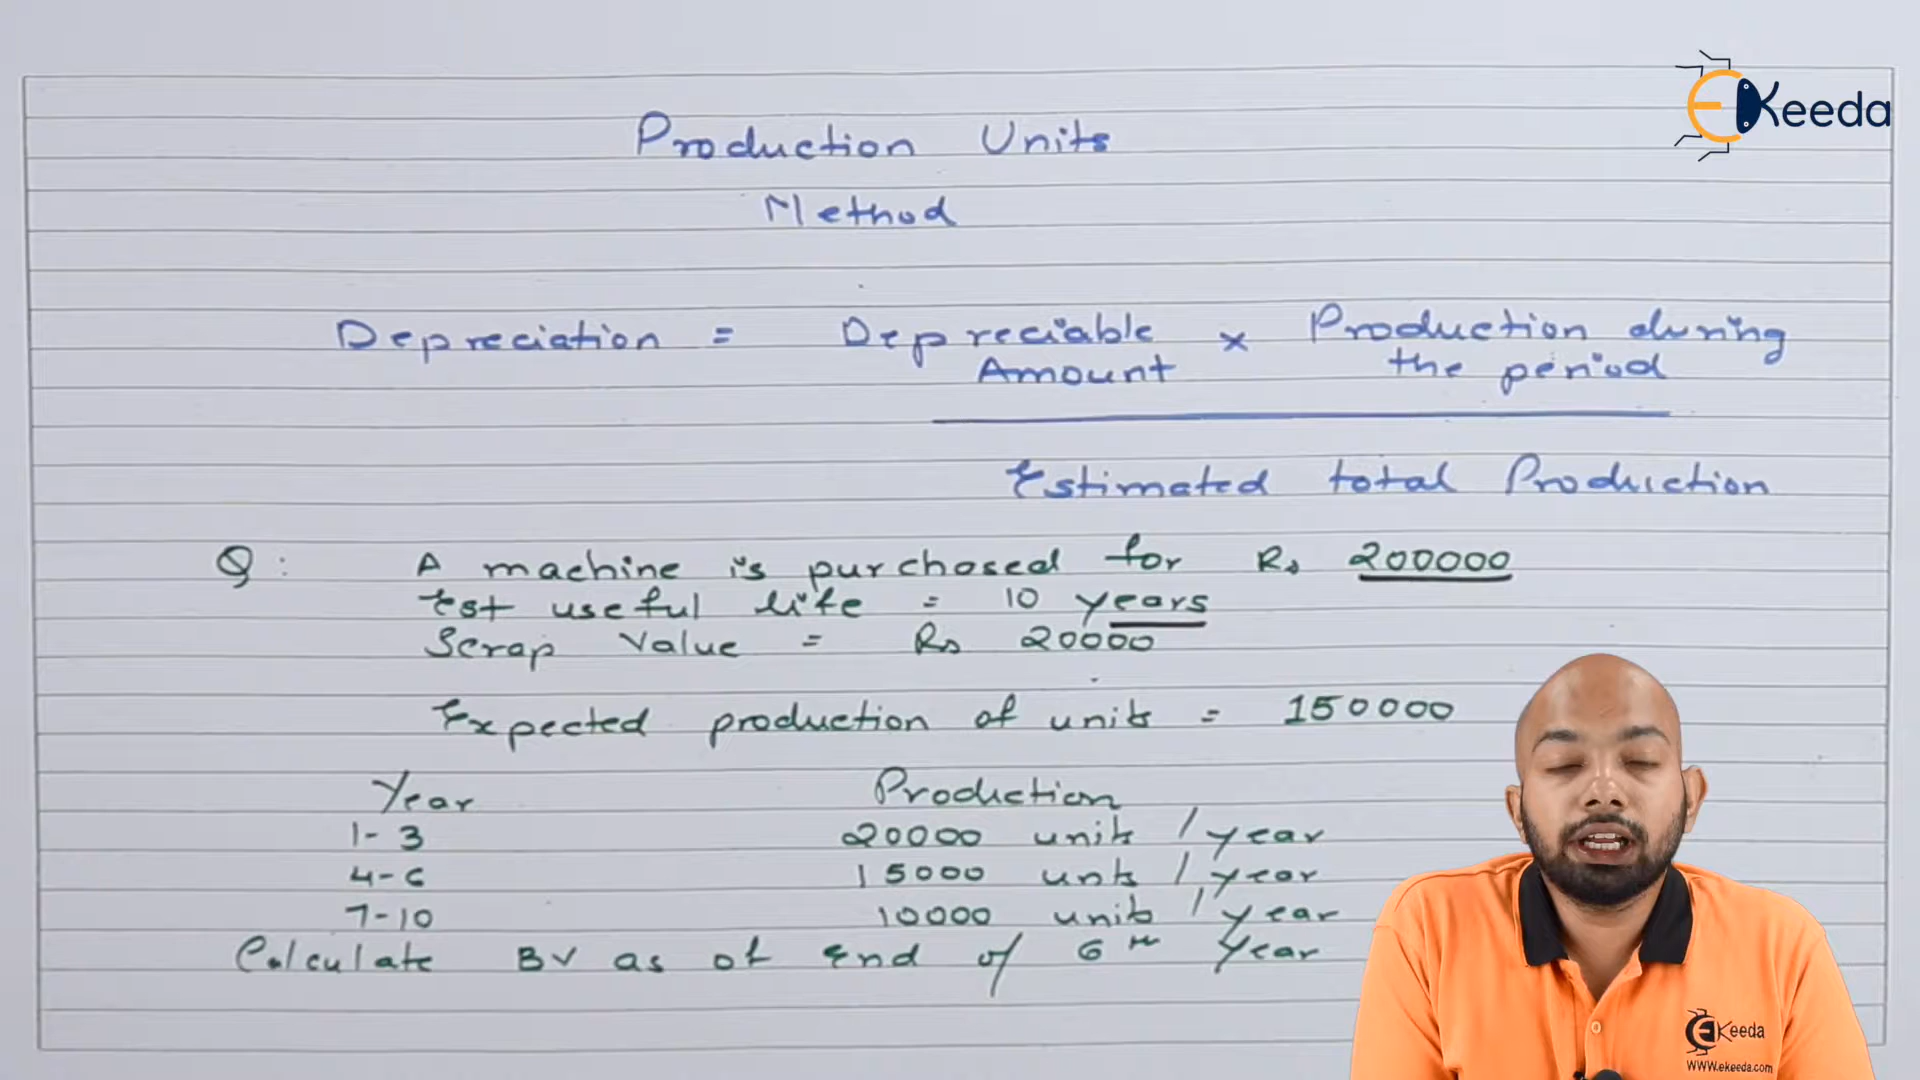 EKeeda
Production Units
Method
Depreciation = Depreciable Amount × Production during the period
Estimated total Production
Q: A machine is purchosed for Rs 200000
Est useful life = 10 years
Scrap Value = Rs 20000
Expected production of units = 150000
Year Production
1-3 20000 units / year
4-6 15000 units / year
7-10 10000 units / year
Calculate BV as of End of 6th Year
EKeeda
www.ekeeda.com